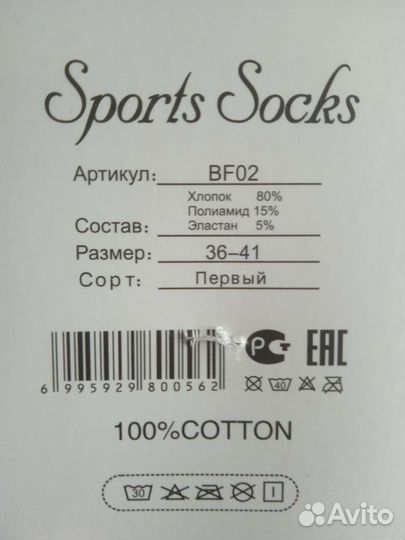 Sports Socks
Артикул: BF02
Хлопок 80%
Полиамид 15%
Состав: Эластан 5%
Размер: 36–41
Сорт: Первый
6 995929 800562
РСТ
EAC
40
100%COTTON
30
Avito